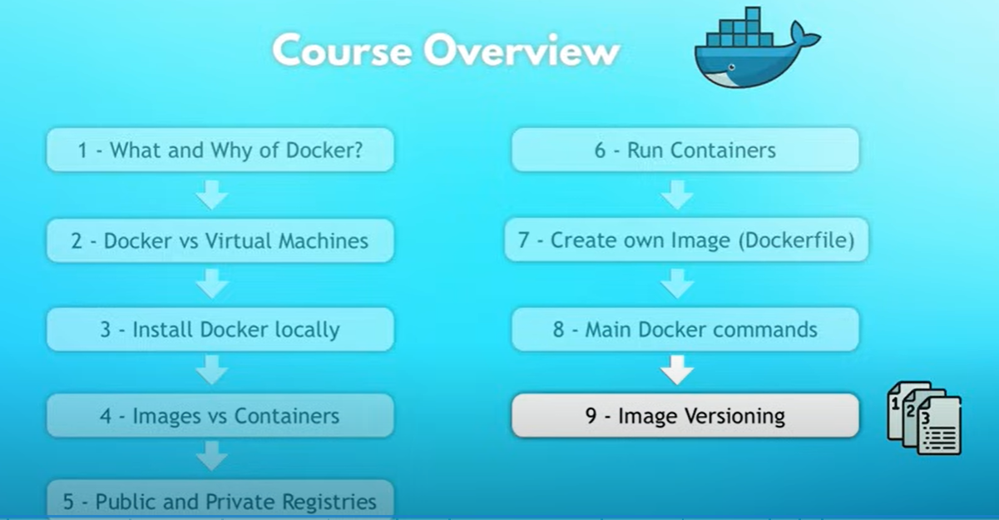 Course Overview
1 - What and Why of Docker?
2 - Docker vs Virtual Machines
3 - Install Docker locally
4 - Images vs Containers
5 - Public and Private Registries
6 - Run Containers
7 - Create own Image (Dockerfile)
8 - Main Docker commands
9 - Image Versioning
1
2
3